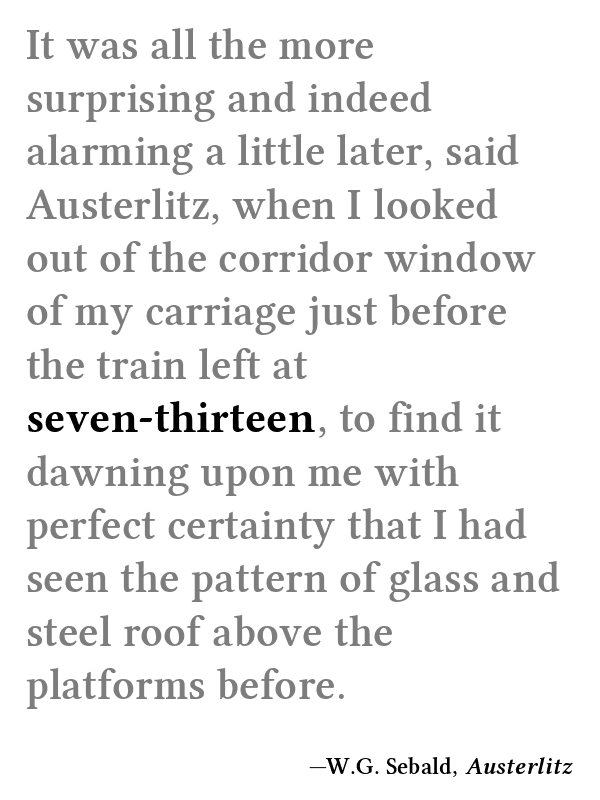 It was all the more
surprising and indeed
alarming a little later, said
Austerlitz, when I looked
out of the corridor window
of my carriage just before
the train left at
seven-thirteen, to find it
dawning upon me with
perfect certainty that I had
seen the pattern of glass and
steel roof above the
platforms before.
—W.G. Sebald, Austerlitz